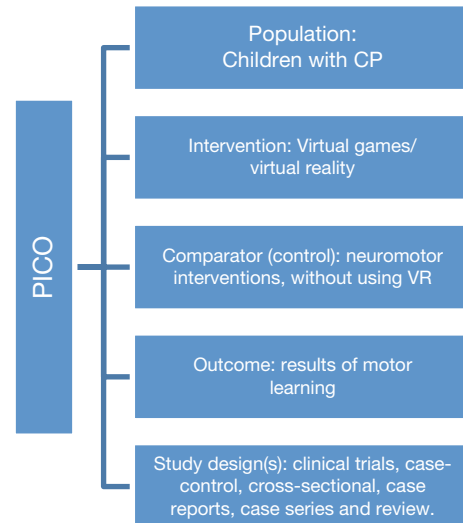 PICO
Population:
Children with CP
Intervention: Virtual games/
virtual reality
Comparator (control): neuromotor
interventions, without using VR
Outcome: results of motor
learning
Study design(s): clinical trials, case-
control, cross-sectional, case
reports, case series and review.